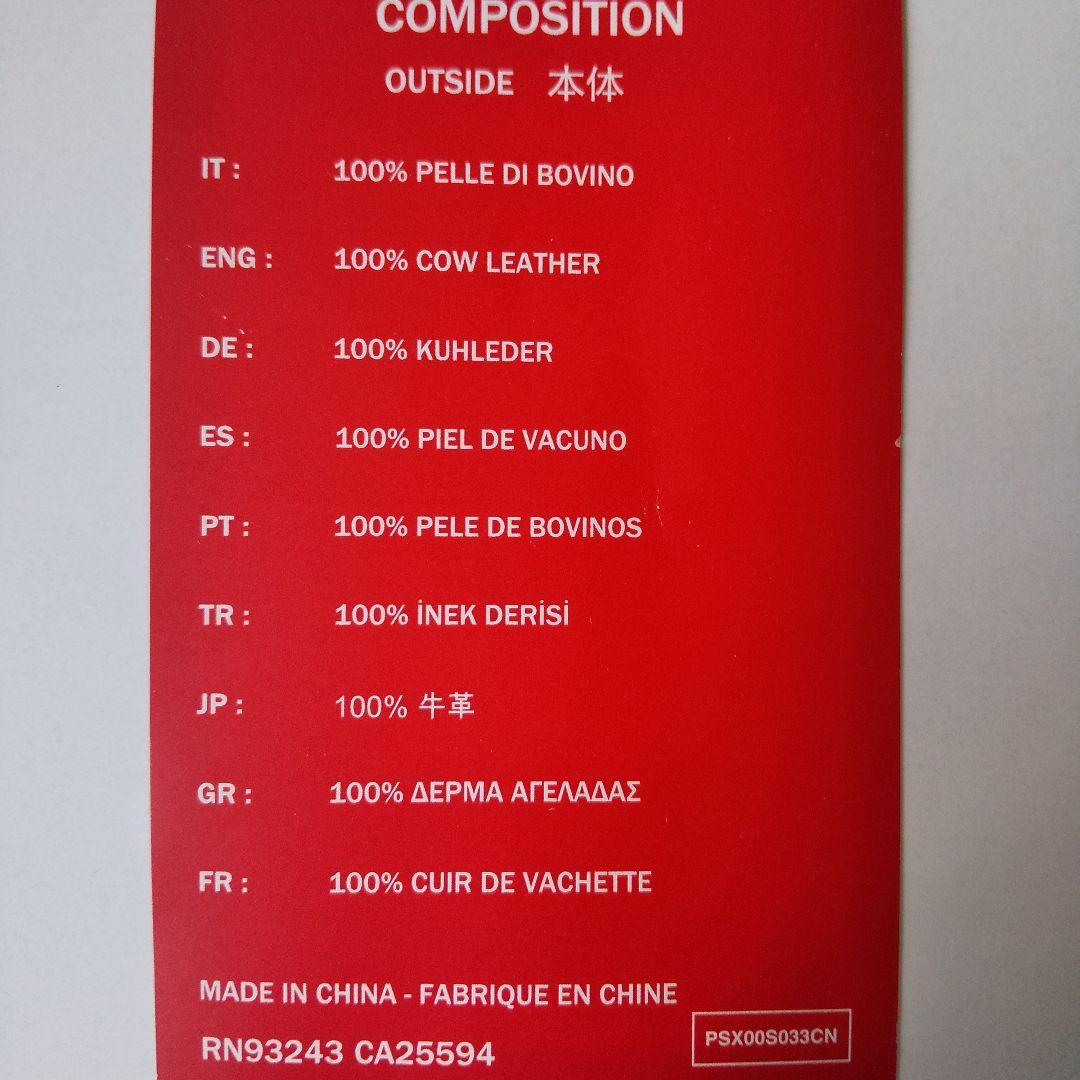 COMPOSITION
OUTSIDE 本体
IT : 100% PELLE DI BOVINO
ENG : 100% COW LEATHER
DE : 100% KUHLEDER
ES : 100% PIEL DE VACUNO
PT : 100% PELE DE BOVINOS
TR : 100% İNEK DERİSİ
JP : 100% 牛革
GR : 100% ΔΕΡΜΑ ΑΓΕΛΑΔΑΣ
FR : 100% CUIR DE VACHETTE
MADE IN CHINA - FABRIQUE EN CHINE
RN93243 CA25594
PSX00S033CN